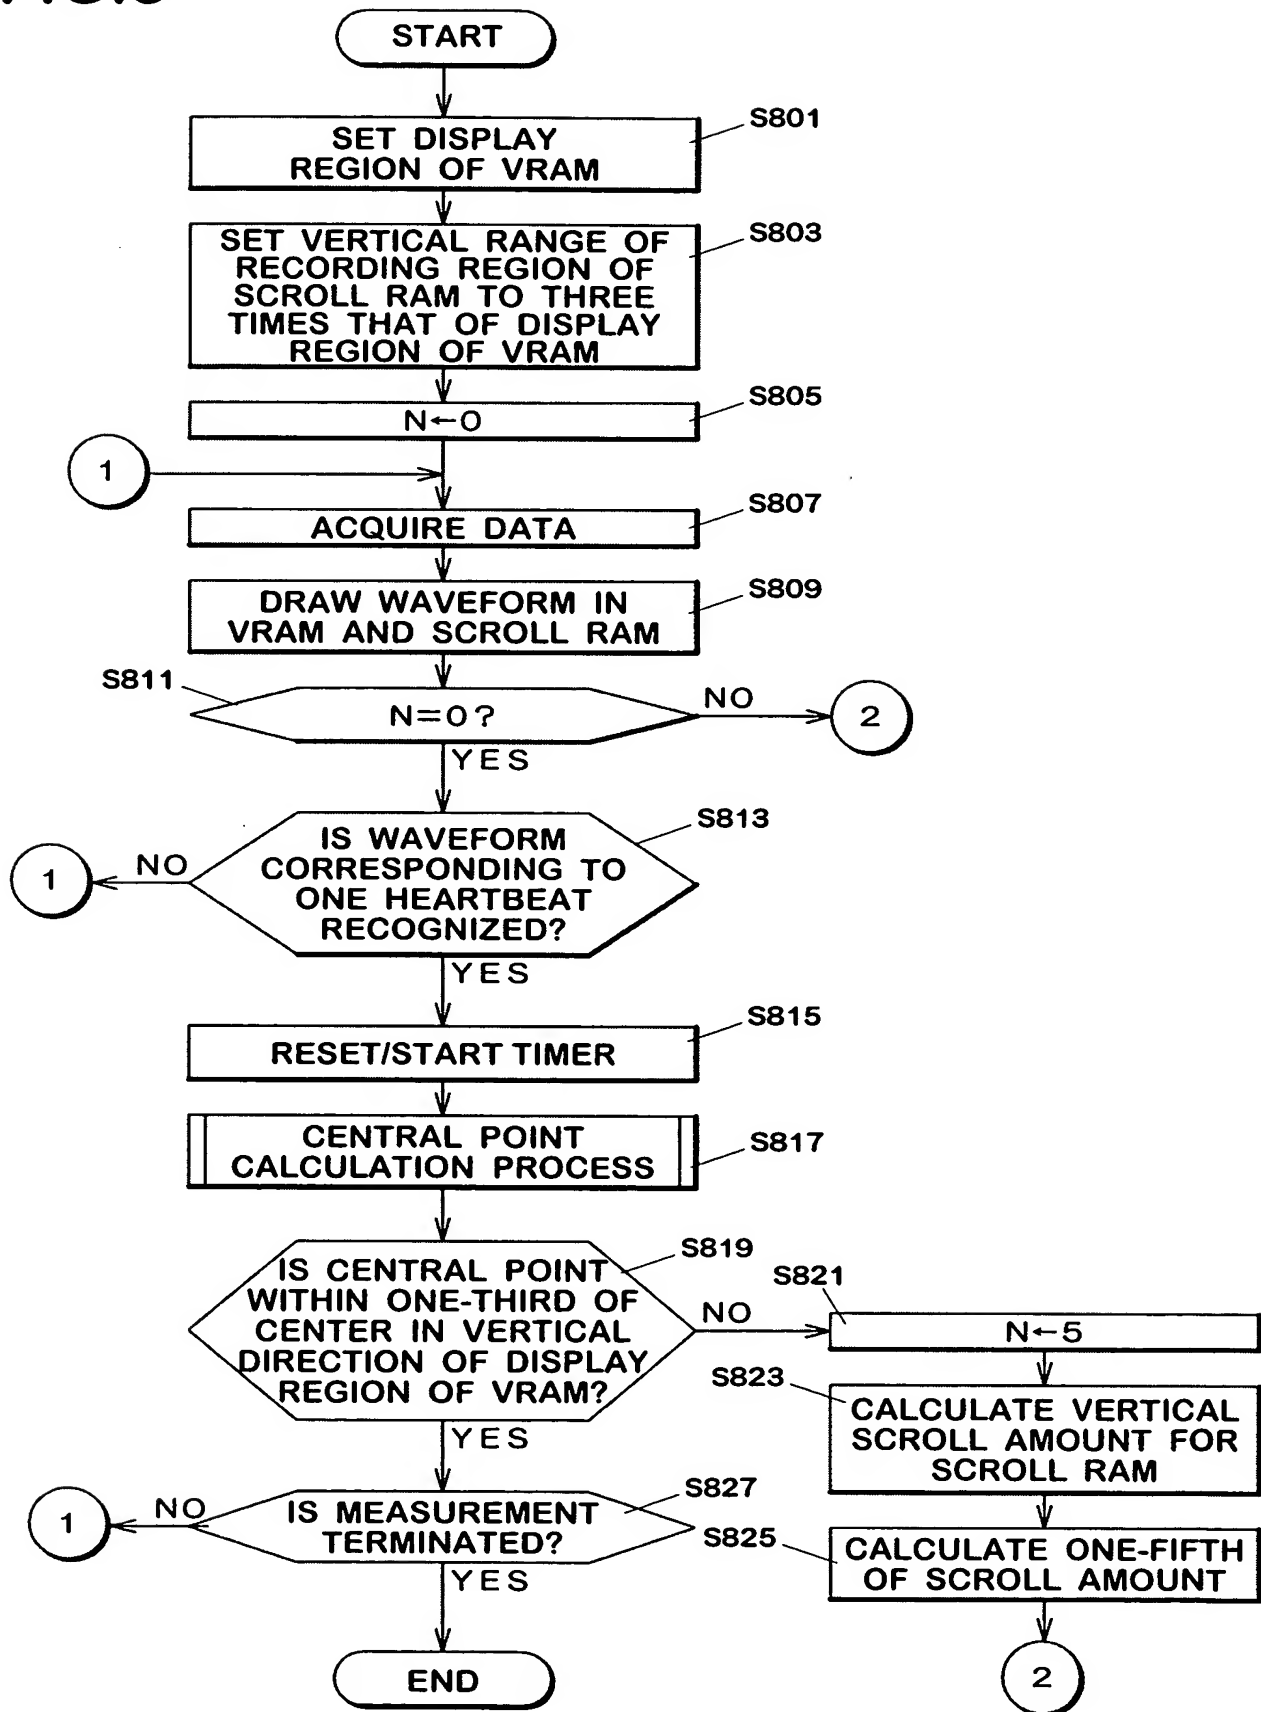 START
S801
SET DISPLAY
REGION OF VRAM
S803
SET VERTICAL RANGE OF
RECORDING REGION OF
SCROLL RAM TO THREE
TIMES THAT OF DISPLAY
REGION OF VRAM
S805
N←0
1
S807
ACQUIRE DATA
S809
DRAW WAVEFORM IN
VRAM AND SCROLL RAM
S811
N=0?
NO
2
YES
S813
IS WAVEFORM
CORRESPONDING TO
ONE HEARTBEAT
RECOGNIZED?
NO
1
YES
S815
RESET/START TIMER
S817
CENTRAL POINT
CALCULATION PROCESS
S819
IS CENTRAL POINT
WITHIN ONE-THIRD OF
CENTER IN VERTICAL
DIRECTION OF DISPLAY
REGION OF VRAM?
NO
S821
N←5
S823
CALCULATE VERTICAL
SCROLL AMOUNT FOR
SCROLL RAM
S825
CALCULATE ONE-FIFTH
OF SCROLL AMOUNT
2
YES
S827
IS MEASUREMENT
TERMINATED?
NO
1
YES
END